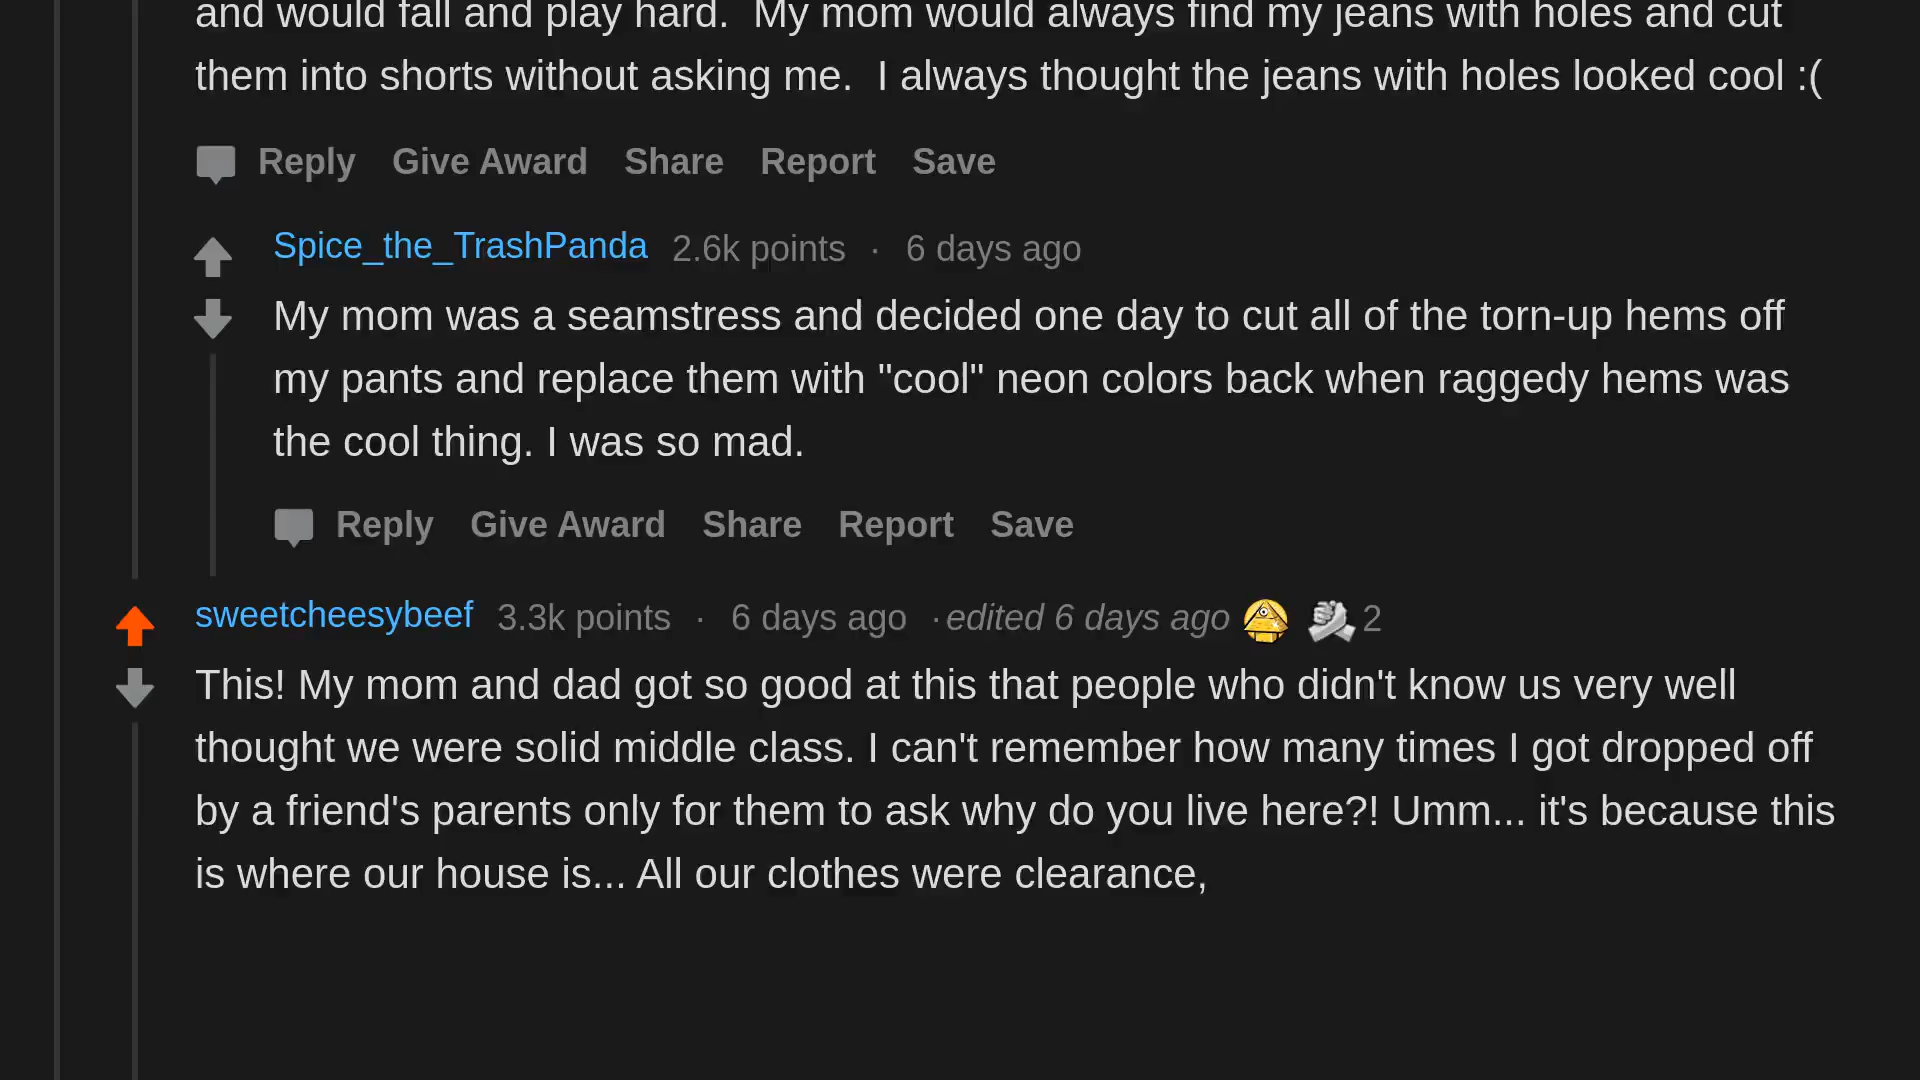 and would fall and play hard.  My mom would always find my jeans with holes and cut
them into shorts without asking me.  I always thought the jeans with holes looked cool :(
Reply Give Award Share Report Save
Spice_the_TrashPanda 2.6k points · 6 days ago
My mom was a seamstress and decided one day to cut all of the torn-up hems off
my pants and replace them with "cool" neon colors back when raggedy hems was
the cool thing. I was so mad.
Reply Give Award Share Report Save
sweetcheesybeef 3.3k points · 6 days ago · edited 6 days ago 2
This! My mom and dad got so good at this that people who didn't know us very well
thought we were solid middle class. I can't remember how many times I got dropped off
by a friend's parents only for them to ask why do you live here?! Umm... it's because this
is where our house is... All our clothes were clearance,